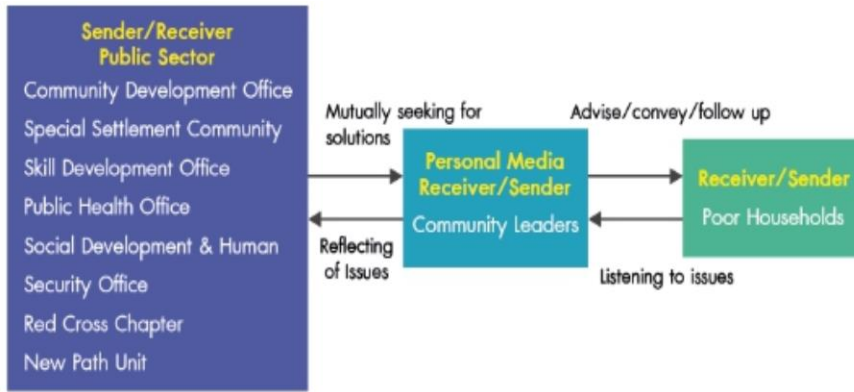 Sender/Receiver
Public Sector
Community Development Office
Special Settlement Community
Skill Development Office
Public Health Office
Social Development & Human
Security Office
Red Cross Chapter
New Path Unit
Mutually seeking for
solutions
Reflecting
of Issues
Personal Media
Receiver/Sender
Community Leaders
Advise/convey/follow up
Listening to issues
Receiver/Sender
Poor Households